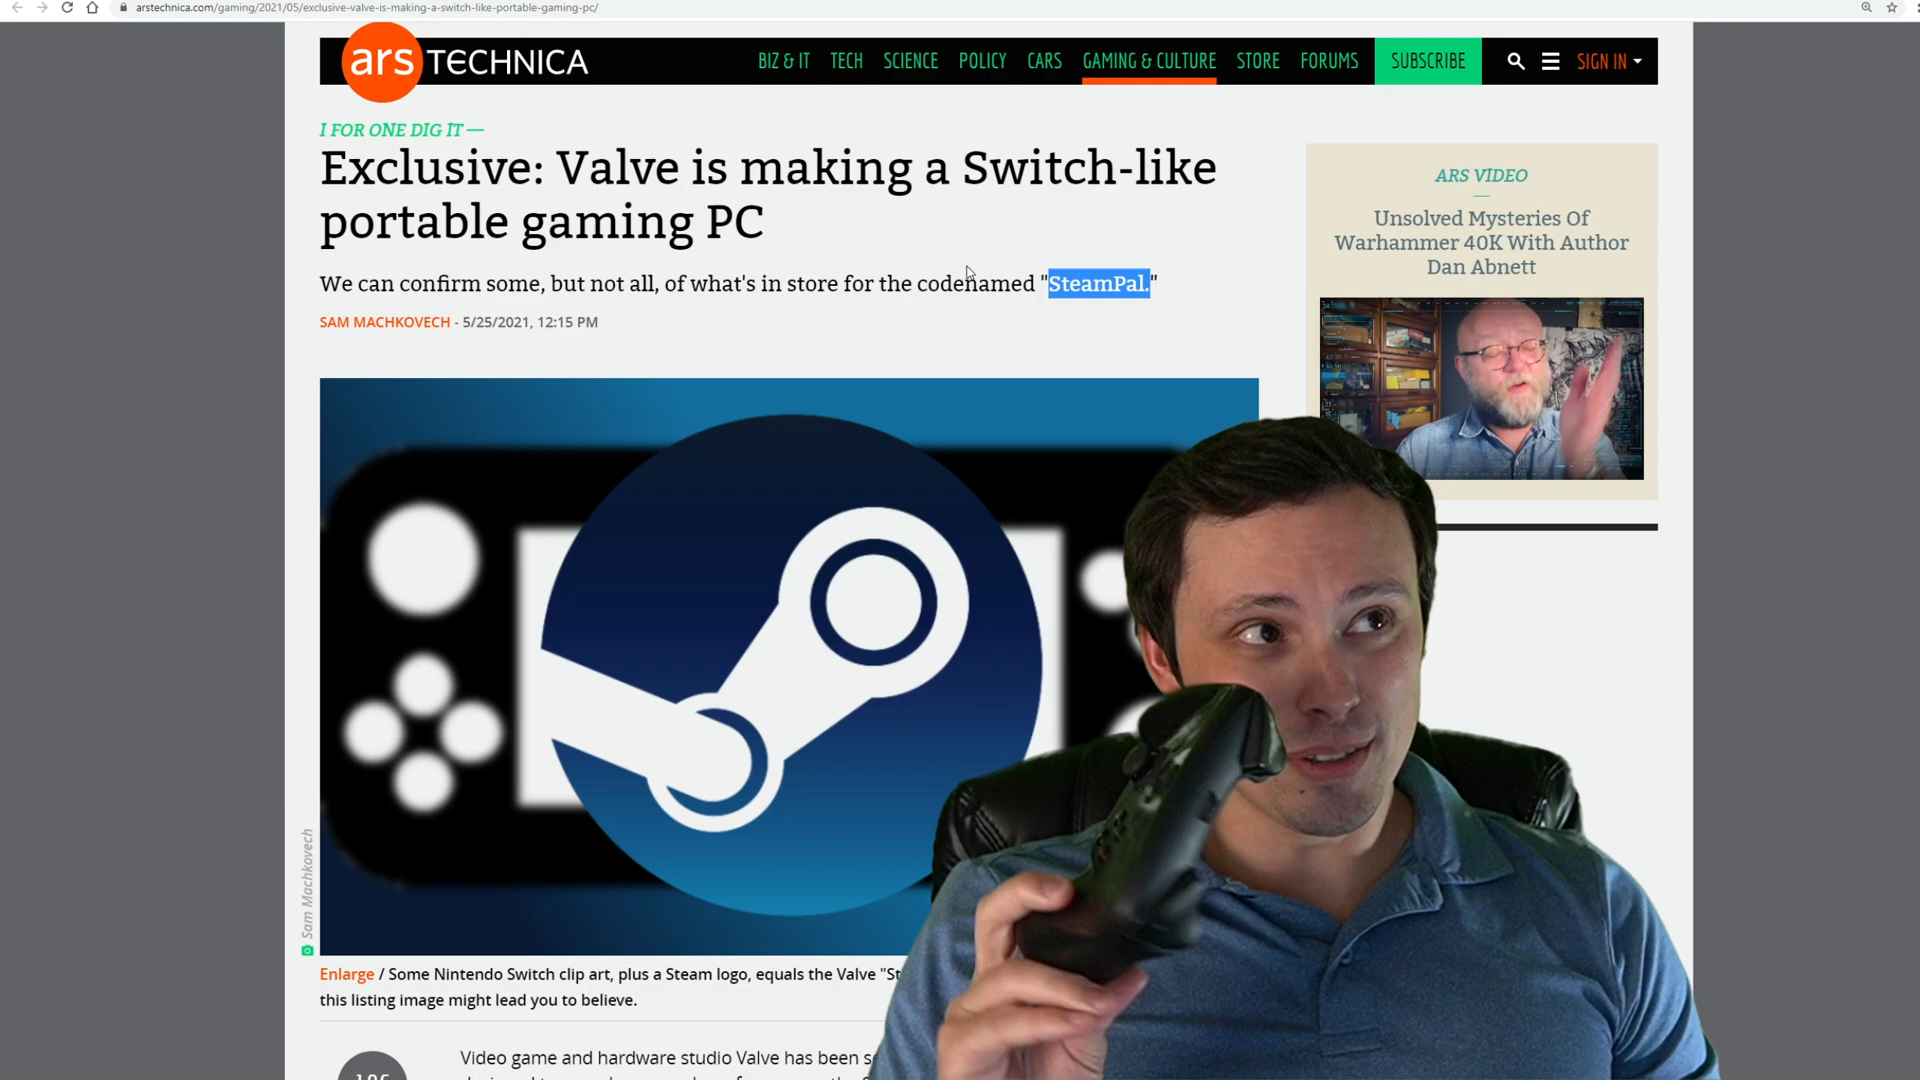 arstechnica.com/gaming/2021/05/exclusive-valve-is-making-a-switch-like-portable-gaming-pc/
ars TECHNICA
BIZ & IT TECH SCIENCE POLICY CARS GAMING & CULTURE STORE FORUMS SUBSCRIBE SIGN IN
I FOR ONE DIG IT —
Exclusive: Valve is making a Switch-like
portable gaming PC
We can confirm some, but not all, of what's in store for the codenamed "SteamPal."
SAM MACHKOVECH - 5/25/2021, 12:15 PM
ARS VIDEO
Unsolved Mysteries Of
Warhammer 40K With Author
Dan Abnett
Sam Machkovech
Enlarge / Some Nintendo Switch clip art, plus a Steam logo, equals the Valve "St
this listing image might lead you to believe.
Video game and hardware studio Valve has been s